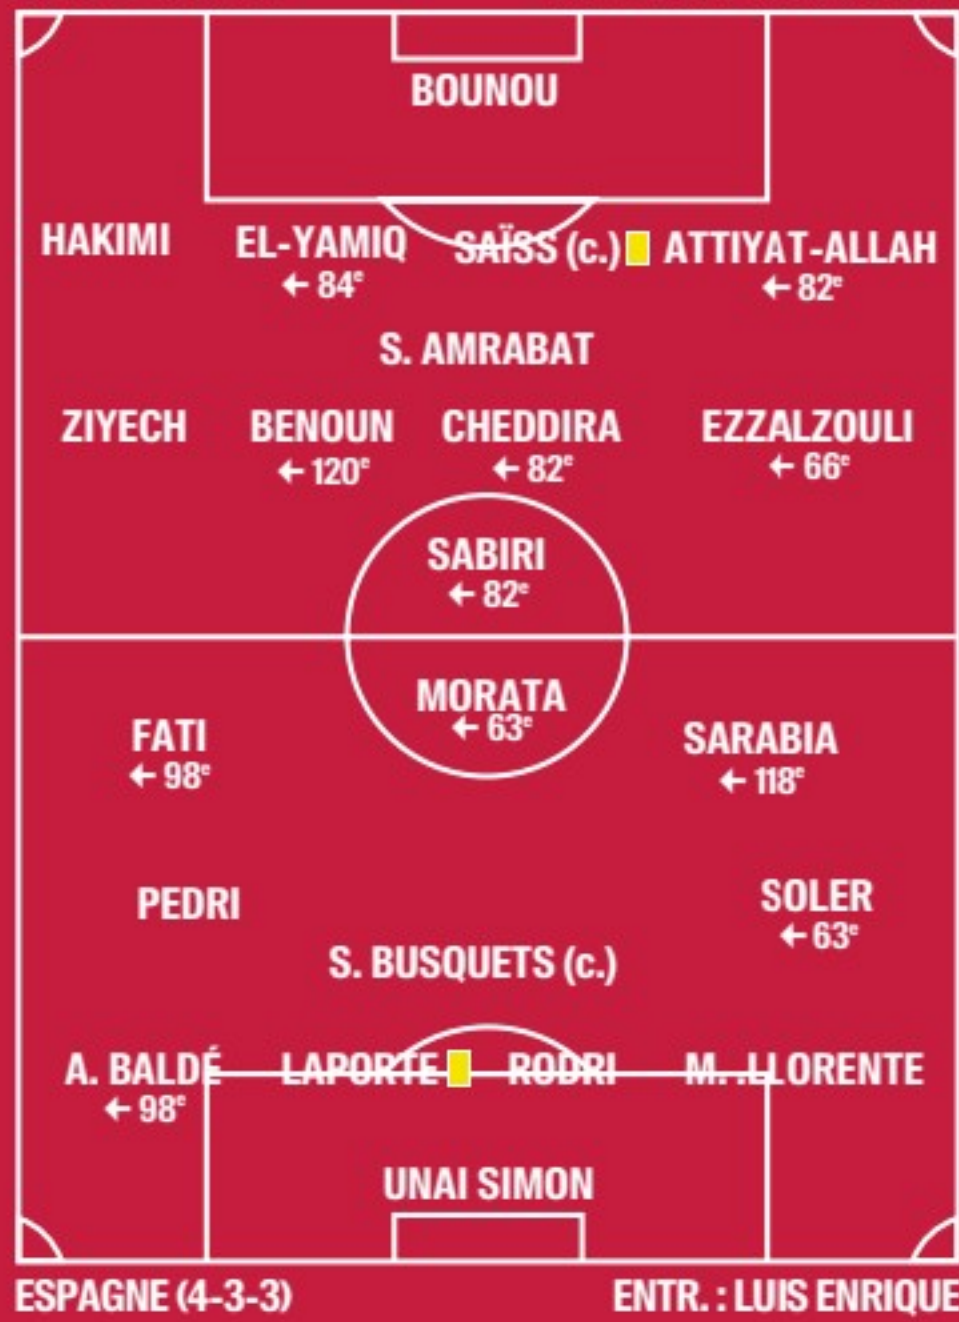 BOUNOU
HAKIMI EL-YAMIQ SAÏSS (c.) ATTIYAT-ALLAH
← 84e ← 82e
S. AMRABAT
ZIYECH BENOUN CHEDDIRA EZZALZOULI
← 120e ← 82e ← 66e
SABIRI
← 82e
MORATA
← 63e
FATI SARABIA
← 98e ← 118e
PEDRI SOLER
← 63e
S. BUSQUETS (c.)
A. BALDÉ LAPORTE RODRI M. .LLORENTE
← 98e
UNAI SIMON
ESPAGNE (4-3-3) ENTR. : LUIS ENRIQUE